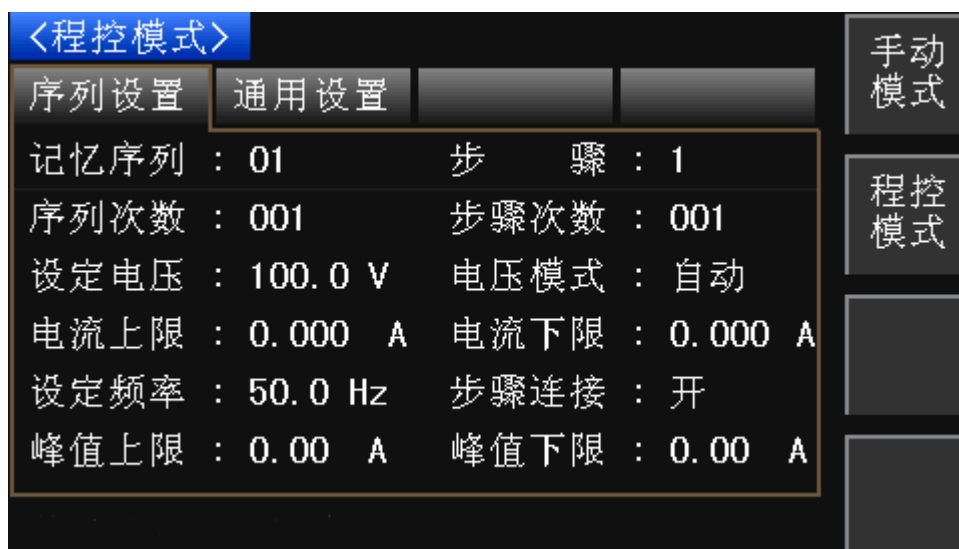 <程控模式>
序列设置 通用设置
记忆序列 : 01 步 骤 : 1
序列次数 : 001 步骤次数 : 001
设定电压 : 100.0 V 电压模式 : 自动
电流上限 : 0.000 A 电流下限 : 0.000 A
设定频率 : 50.0 Hz 步骤连接 : 开
峰值上限 : 0.00 A 峰值下限 : 0.00 A
手动
模式
程控
模式